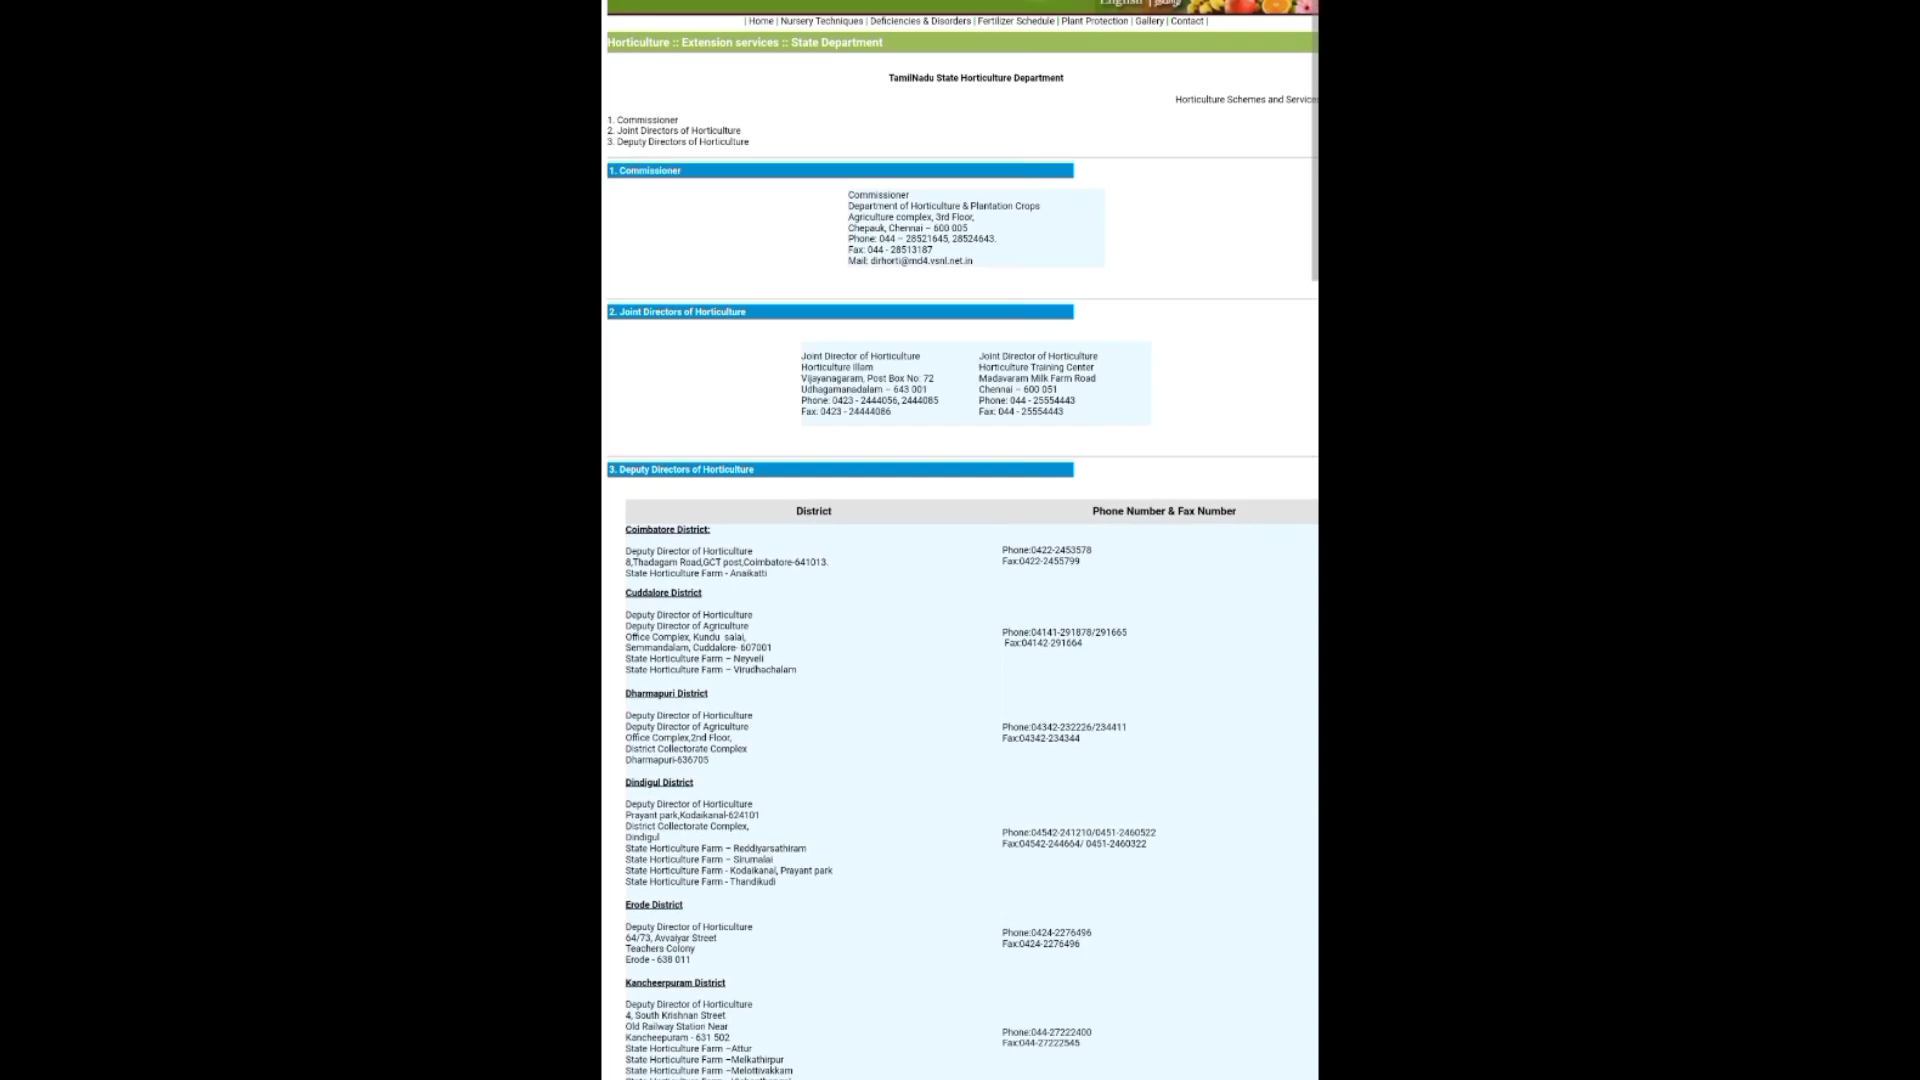 English | தமிழ்
| Home | Nursery Techniques | Deficiencies & Disorders | Fertilizer Schedule | Plant Protection | Gallery | Contact |
Horticulture :: Extension services :: State Department
TamilNadu State Horticulture Department
Horticulture Schemes and Service
1. Commissioner
2. Joint Directors of Horticulture
3. Deputy Directors of Horticulture
1. Commissioner
Commissioner
Department of Horticulture & Plantation Crops
Agriculture complex, 3rd Floor,
Chepauk, Chennai – 600 005
Phone: 044 – 28521645, 28524643.
Fax: 044 - 28513187
Mail: dirhorti@md4.vsnl.net.in
2. Joint Directors of Horticulture
Joint Director of Horticulture
Horticulture Illam
Vijayanagaram, Post Box No: 72
Udhagamanadalam – 643 001
Phone: 0423 - 2444056, 2444085
Fax: 0423 - 24444086
Joint Director of Horticulture
Horticulture Training Center
Madavaram Milk Farm Road
Chennai – 600 051
Phone: 044 - 25554443
Fax: 044 - 25554443
3. Deputy Directors of Horticulture
District Phone Number & Fax Number
Coimbatore District:
Deputy Director of Horticulture
8,Thadagam Road,GCT post,Coimbatore-641013.
State Horticulture Farm - Anaikatti
Phone:0422-2453578
Fax:0422-2455799
Cuddalore District
Deputy Director of Horticulture
Deputy Director of Agriculture
Office Complex, Kundu salai,
Semmandalam, Cuddalore- 607001
State Horticulture Farm – Neyveli
State Horticulture Farm – Virudhachalam
Phone:04141-291878/291665
Fax:04142-291664
Dharmapuri District
Deputy Director of Horticulture
Deputy Director of Agriculture
Office Complex,2nd Floor,
District Collectorate Complex
Dharmapuri-636705
Phone:04342-232226/234411
Fax:04342-234344
Dindigul District
Deputy Director of Horticulture
Prayant park,Kodaikanal-624101
District Collectorate Complex,
Dindigul
State Horticulture Farm – Reddiyarsathiram
State Horticulture Farm – Sirumalai
State Horticulture Farm - Kodaikanal, Prayant park
State Horticulture Farm - Thandikudi
Phone:04542-241210/0451-2460522
Fax:04542-244664/ 0451-2460322
Erode District
Deputy Director of Horticulture
64/73, Avvaiyar Street
Teachers Colony
Erode - 638 011
Phone:0424-2276496
Fax:0424-2276496
Kancheerpuram District
Deputy Director of Horticulture
4, South Krishnan Street
Old Railway Station Near
Kancheepuram - 631 502
State Horticulture Farm –Attur
State Horticulture Farm –Melkathirpur
State Horticulture Farm –Melottivakkam
Phone:044-27222400
Fax:044-27222545